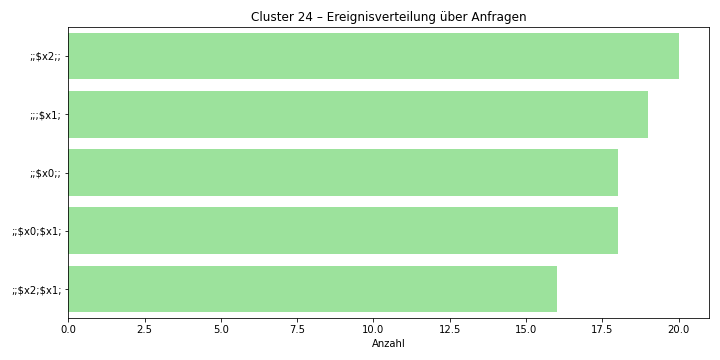 Cluster 24 – Ereignisverteilung über Anfragen
;;$x2;;
;;;$x1;
;;$x0;;
;;$x0;$x1;
;;$x2;$x1;
0.0 2.5 5.0 7.5 10.0 12.5 15.0 17.5 20.0
Anzahl